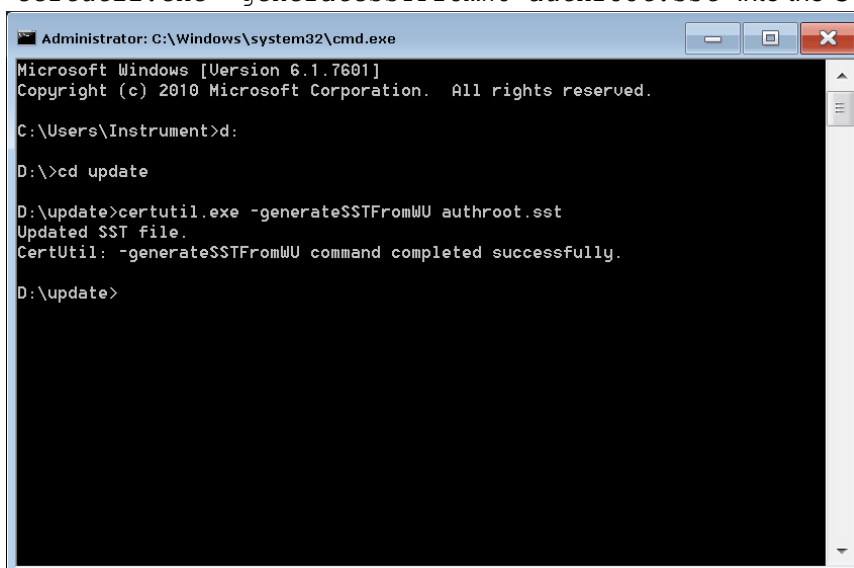 Administrator: C:\Windows\system32\cmd.exe
Microsoft Windows [Version 6.1.7601]
Copyright (c) 2010 Microsoft Corporation.  All rights reserved.
C:\Users\Instrument>d:
D:\>cd update
D:\update>certutil.exe -generateSSTFromWU authroot.sst
Updated SST file.
CertUtil: -generateSSTFromWU command completed successfully.
D:\update>